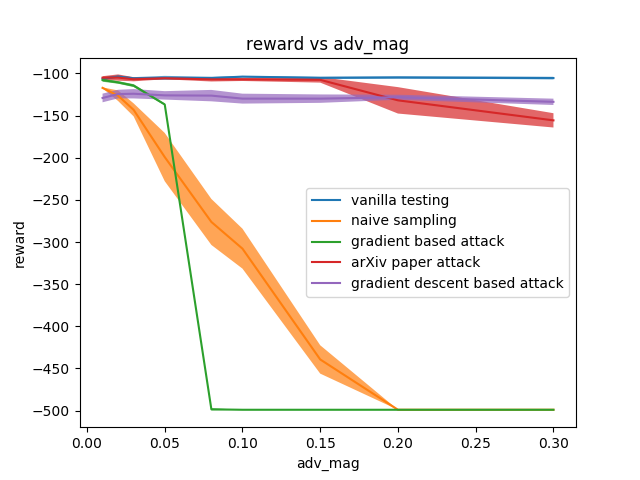 reward vs adv_mag
−100
−150
−200
−250
−300
−350
−400
−450
−500
reward
vanilla testing
naive sampling
gradient based attack
arXiv paper attack
gradient descent based attack
0.00 0.05 0.10 0.15 0.20 0.25 0.30
adv_mag